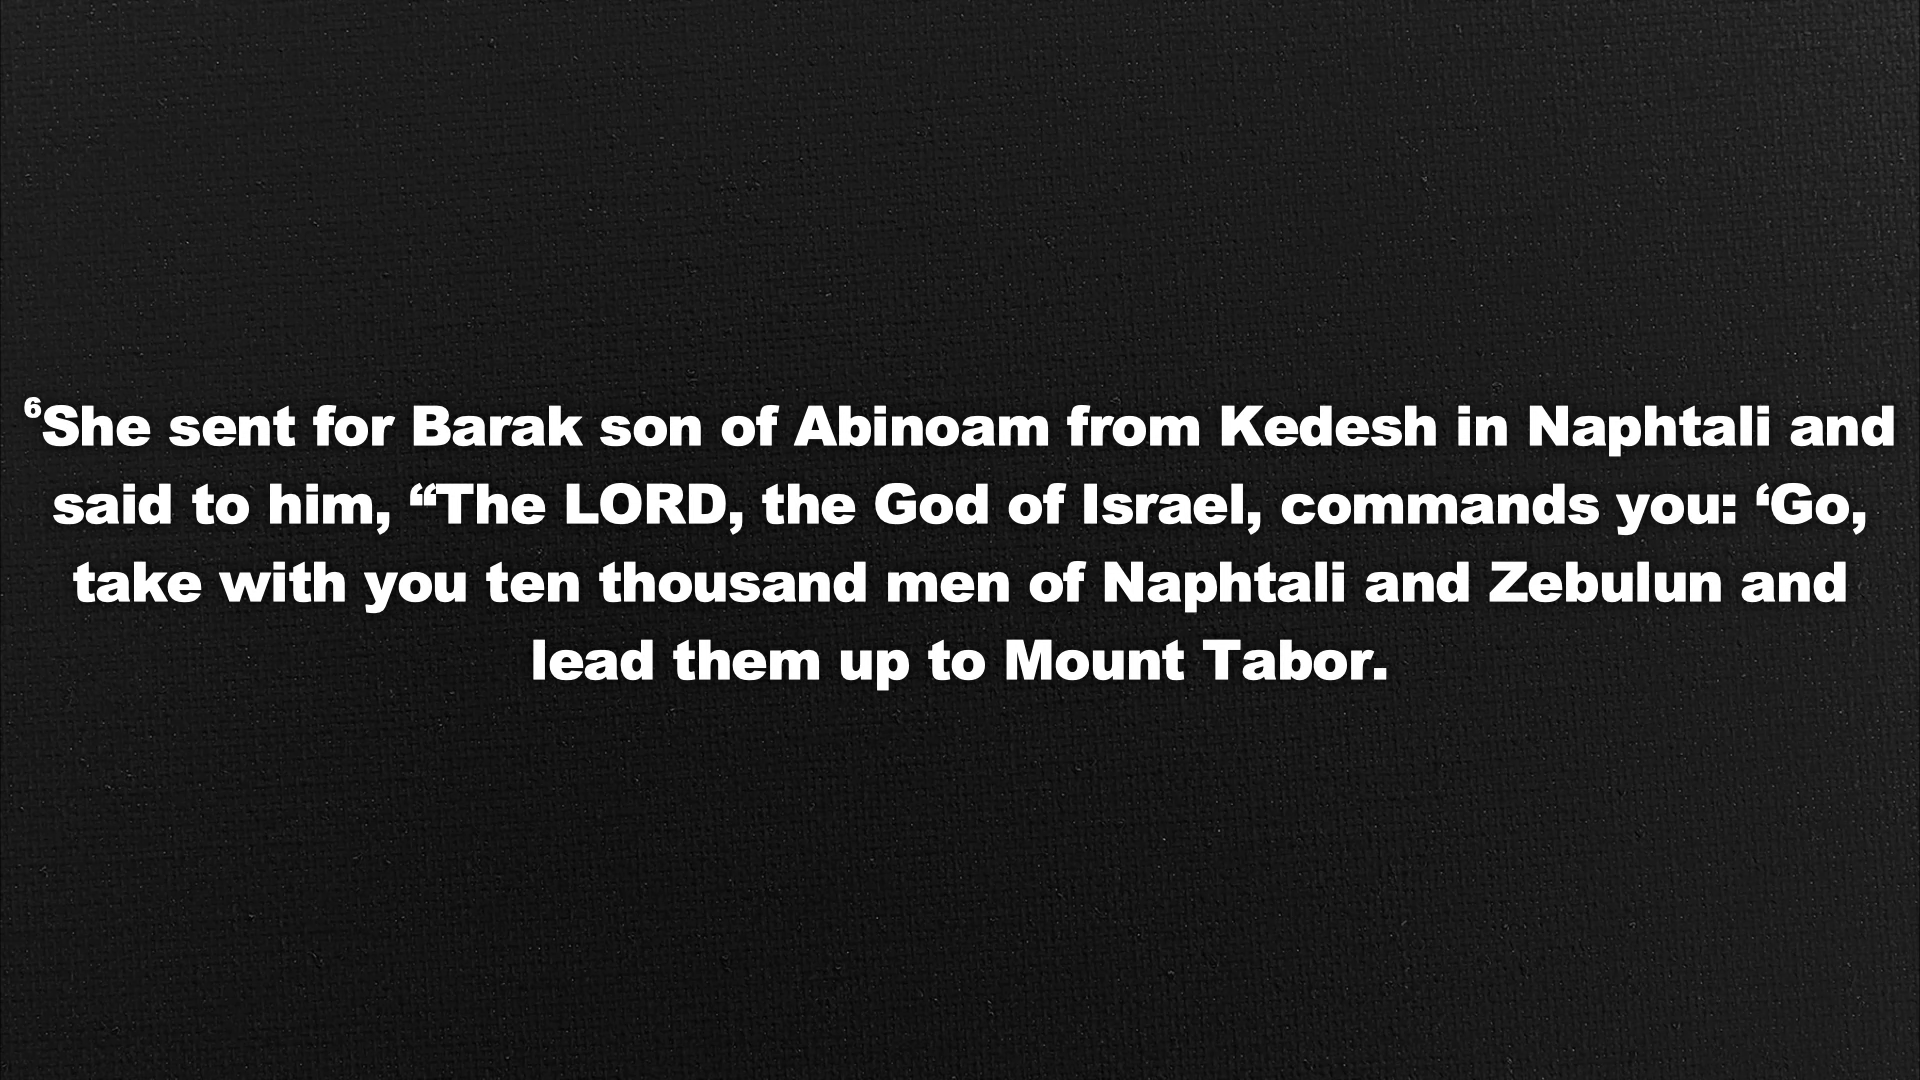 ⁶She sent for Barak son of Abinoam from Kedesh in Naphtali and
said to him, “The LORD, the God of Israel, commands you: ‘Go,
take with you ten thousand men of Naphtali and Zebulun and
lead them up to Mount Tabor.